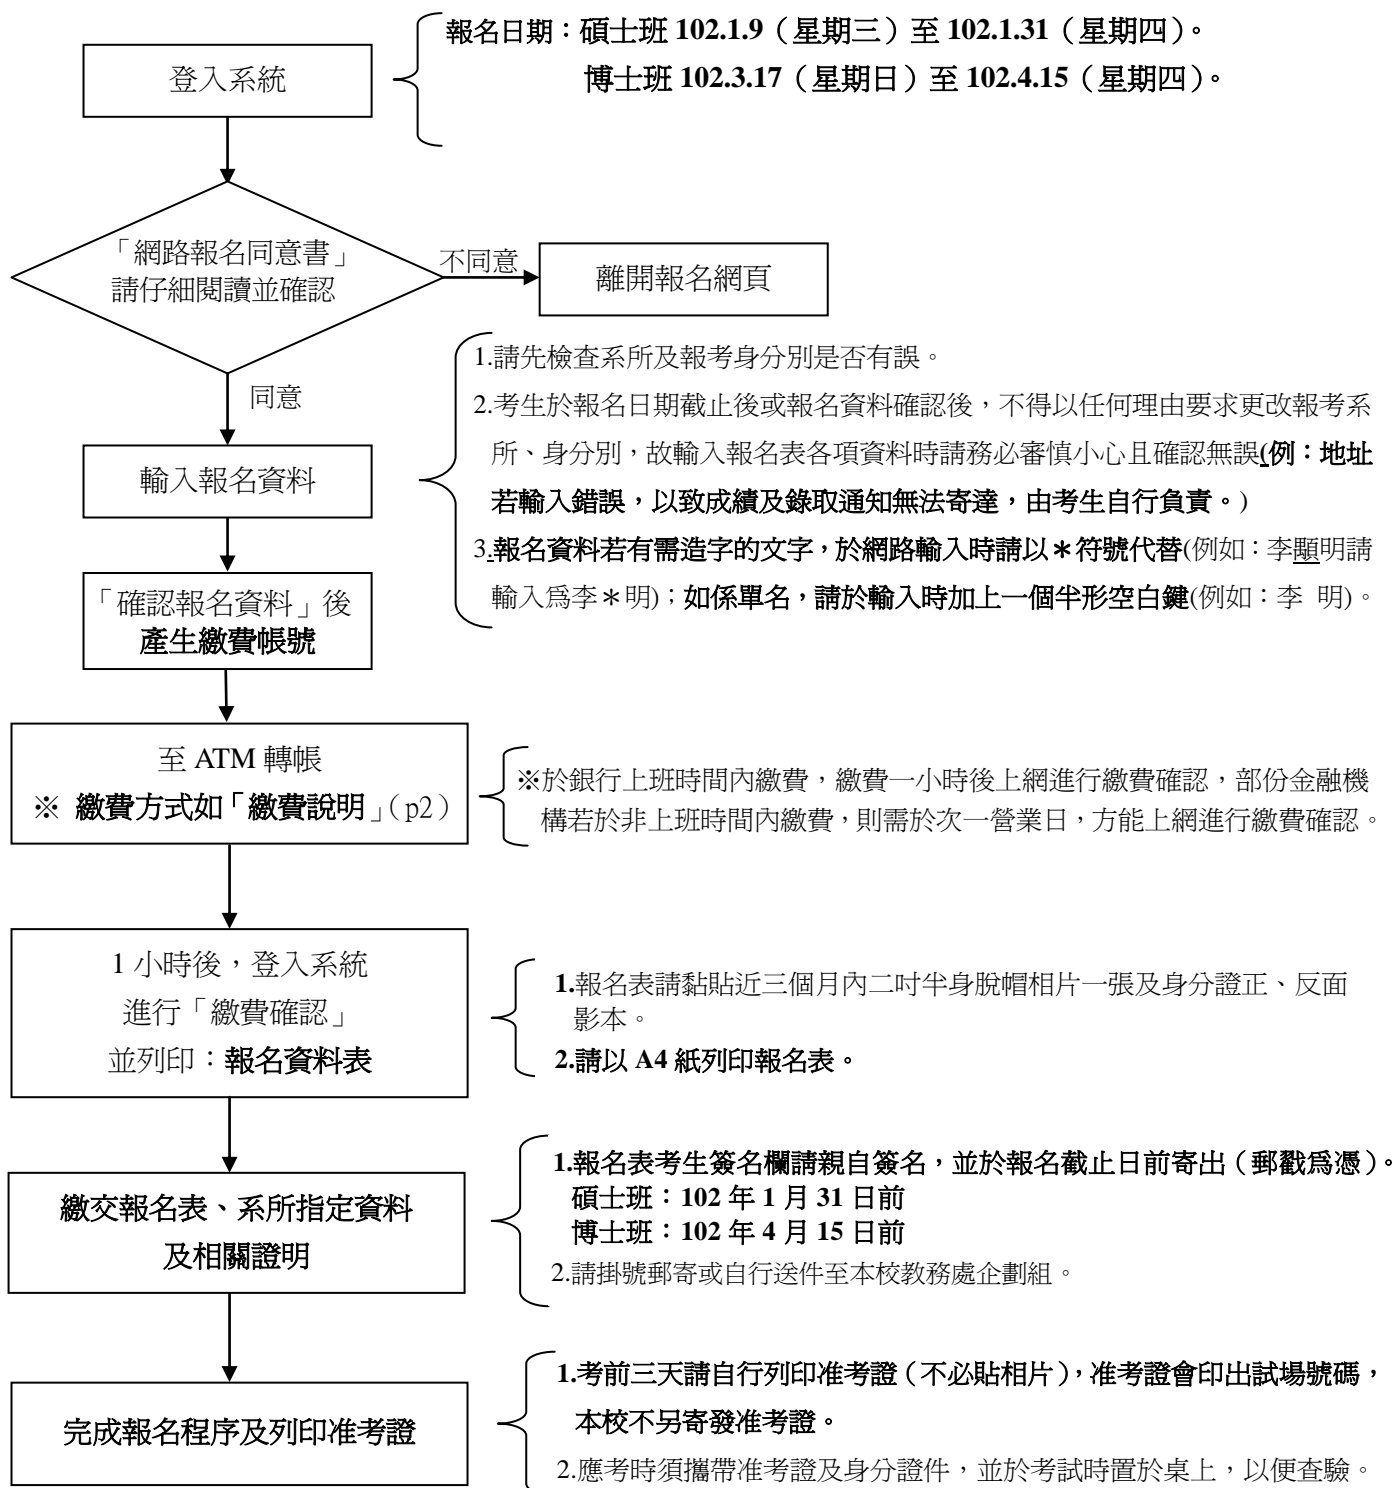 報名日期：碩士班 102.1.9（星期三）至 102.1.31（星期四）。
登入系統
博士班 102.3.17（星期日）至 102.4.15（星期四）。
「網路報名同意書」
請仔細閱讀並確認
不同意
離開報名網頁
同意
1.請先檢查系所及報考身分別是否有誤。
2.考生於報名日期截止後或報名資料確認後，不得以任何理由要求更改報考系
所、身分別，故輸入報名表各項資料時請務必審慎小心且確認無誤(例：地址
若輸入錯誤，以致成績及錄取通知無法寄達，由考生自行負責。)
3.報名資料若有需造字的文字，於網路輸入時請以＊符號代替(例如：李顒明請
輸入為李＊明)；如係單名，請於輸入時加上一個半形空白鍵(例如：李 明)。
輸入報名資料
「確認報名資料」後
產生繳費帳號
至 ATM 轉帳
※ 繳費方式如「繳費說明」（p2）
※於銀行上班時間內繳費，繳費一小時後上網進行繳費確認，部份金融機
構若於非上班時間內繳費，則需於次一營業日，方能上網進行繳費確認。
1 小時後，登入系統
進行「繳費確認」
並列印：報名資料表
1.報名表請黏貼近三個月內二吋半身脫帽相片一張及身分證正、反面
影本。
2.請以 A4 紙列印報名表。
繳交報名表、系所指定資料
及相關證明
1.報名表考生簽名欄請親自簽名，並於報名截止日前寄出（郵戳為憑）。
碩士班：102 年 1 月 31 日前
博士班：102 年 4 月 15 日前
2.請掛號郵寄或自行送件至本校教務處企劃組。
完成報名程序及列印准考證
1.考前三天請自行列印准考證（不必貼相片），准考證會印出試場號碼，
本校不另寄發准考證。
2.應考時須攜帶准考證及身分證件，並於考試時置於桌上，以便查驗。